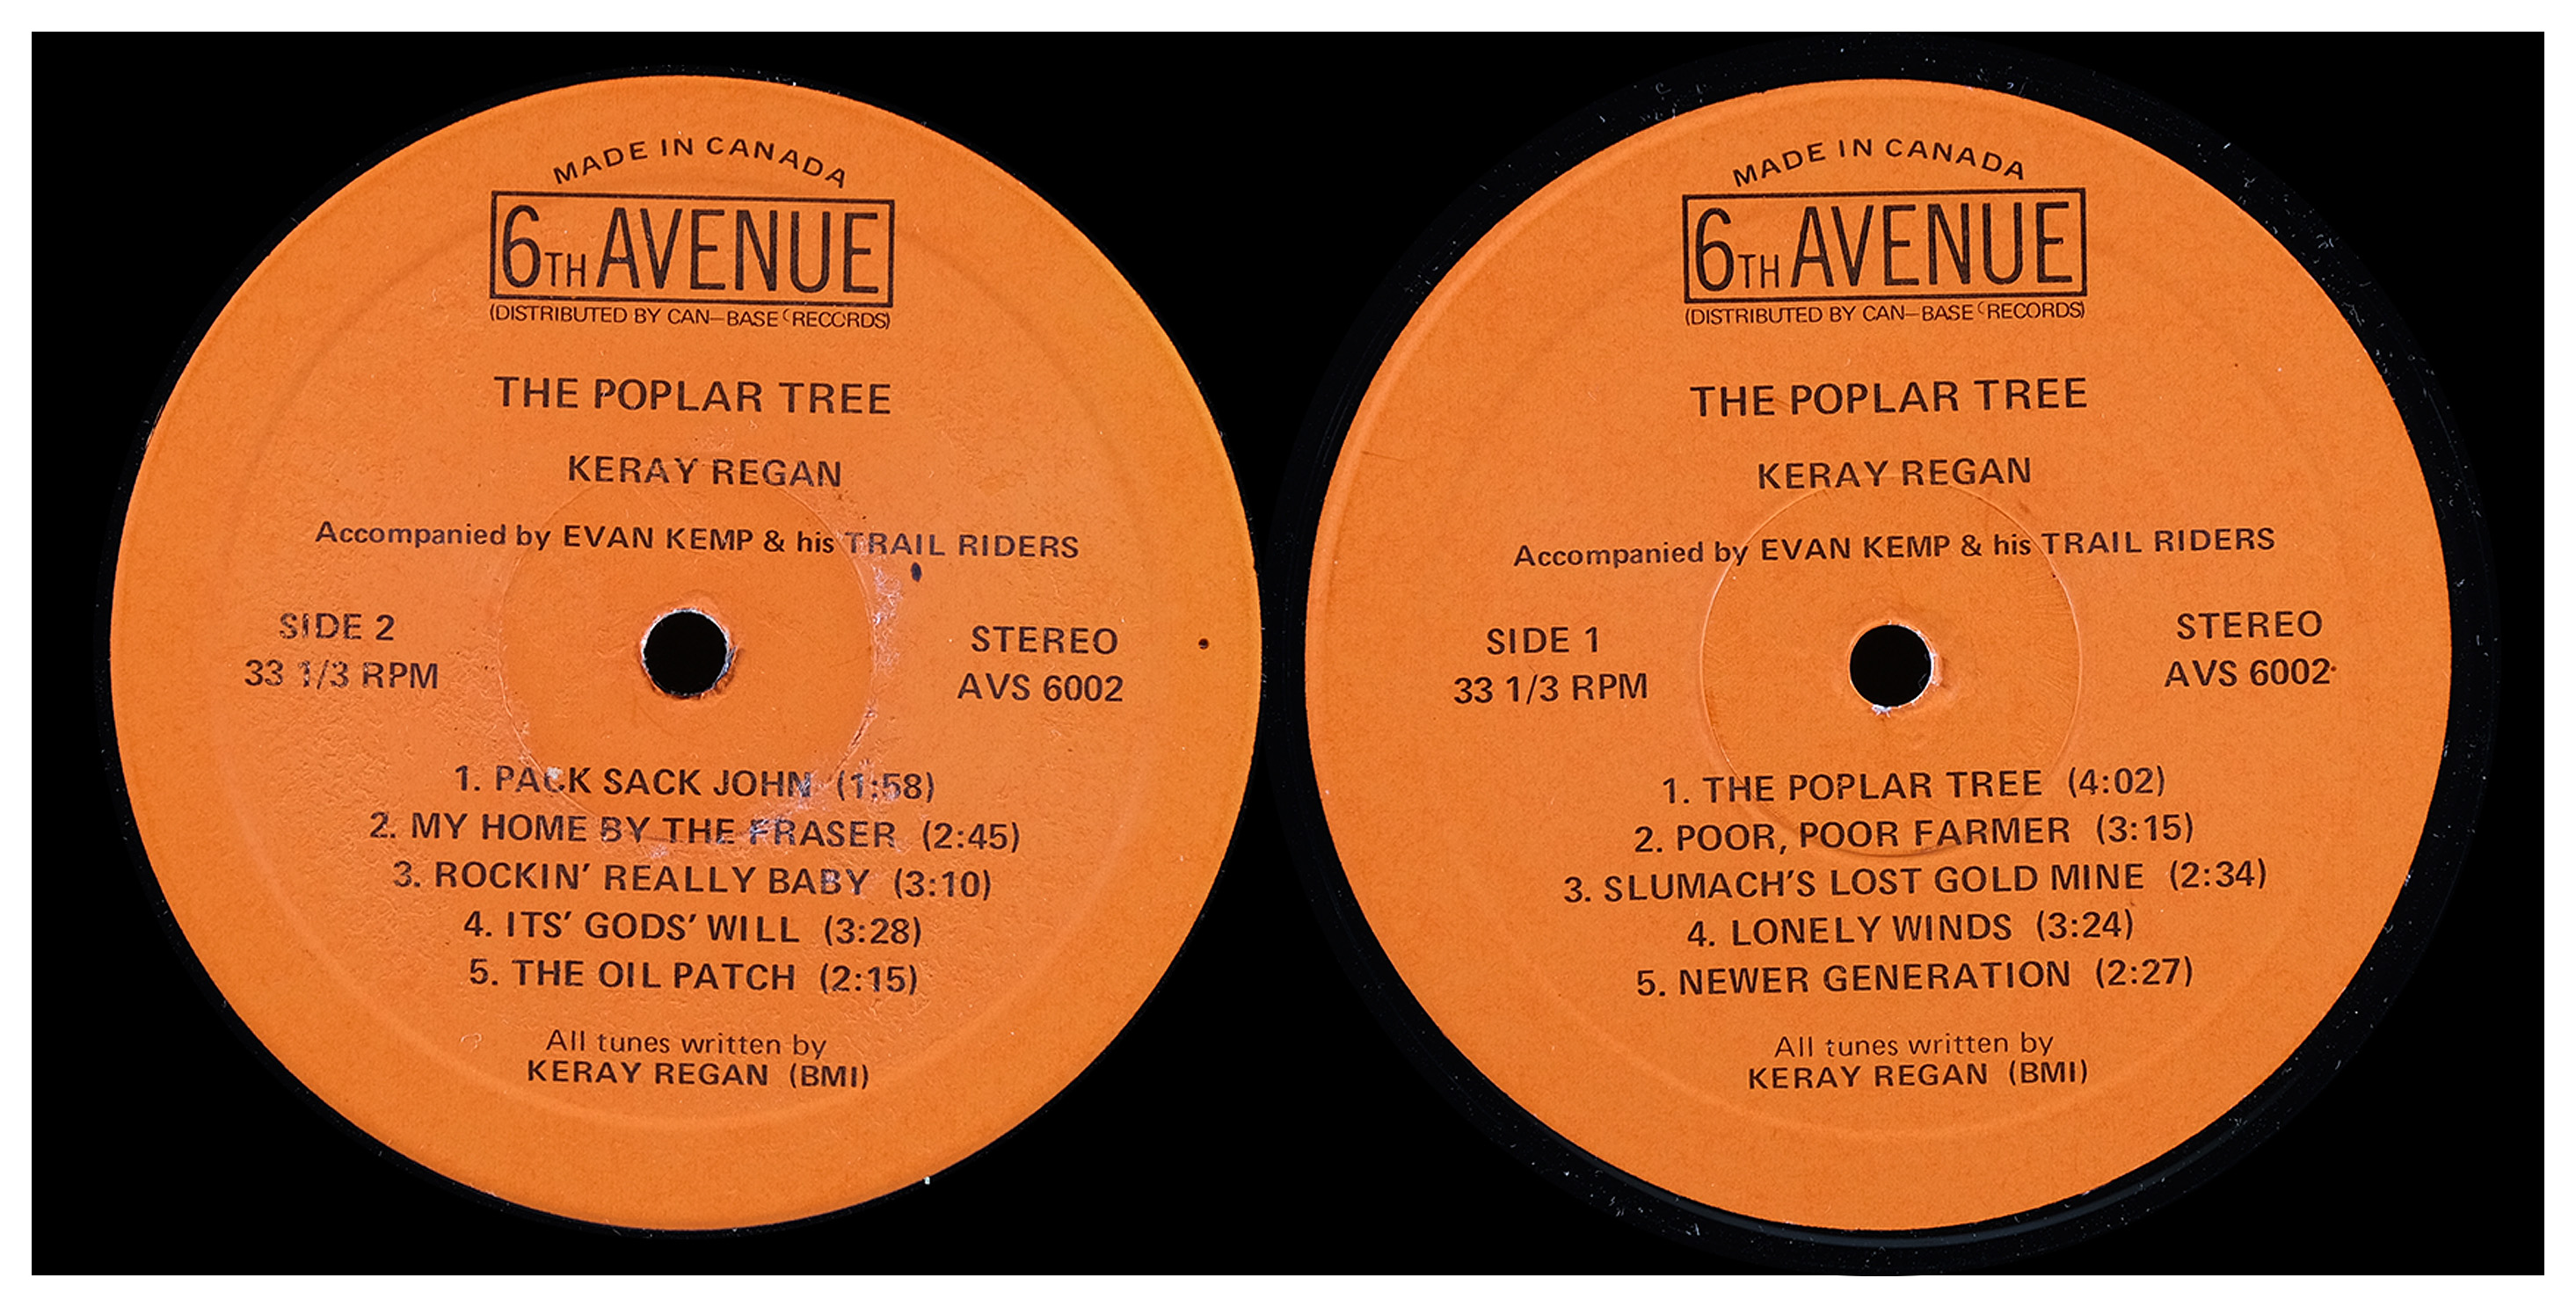 MADE IN CANADA
6TH AVENUE
(DISTRIBUTED BY CAN-BASE RECORDS)
THE POPLAR TREE
KERAY REGAN
Accompanied by EVAN KEMP & his TRAIL RIDERS
SIDE 2
33 1/3 RPM
STEREO
AVS 6002
1. PACK SACK JOHN (1:58)
2. MY HOME BY THE FRASER (2:45)
3. ROCKIN' REALLY BABY (3:10)
4. ITS' GODS' WILL (3:28)
5. THE OIL PATCH (2:15)
All tunes written by
KERAY REGAN (BMI)
MADE IN CANADA
6TH AVENUE
(DISTRIBUTED BY CAN-BASE RECORDS)
THE POPLAR TREE
KERAY REGAN
Accompanied by EVAN KEMP & his TRAIL RIDERS
SIDE 1
33 1/3 RPM
STEREO
AVS 6002
1. THE POPLAR TREE (4:02)
2. POOR, POOR FARMER (3:15)
3. SLUMACH'S LOST GOLD MINE (2:34)
4. LONELY WINDS (3:24)
5. NEWER GENERATION (2:27)
All tunes written by
KERAY REGAN (BMI)